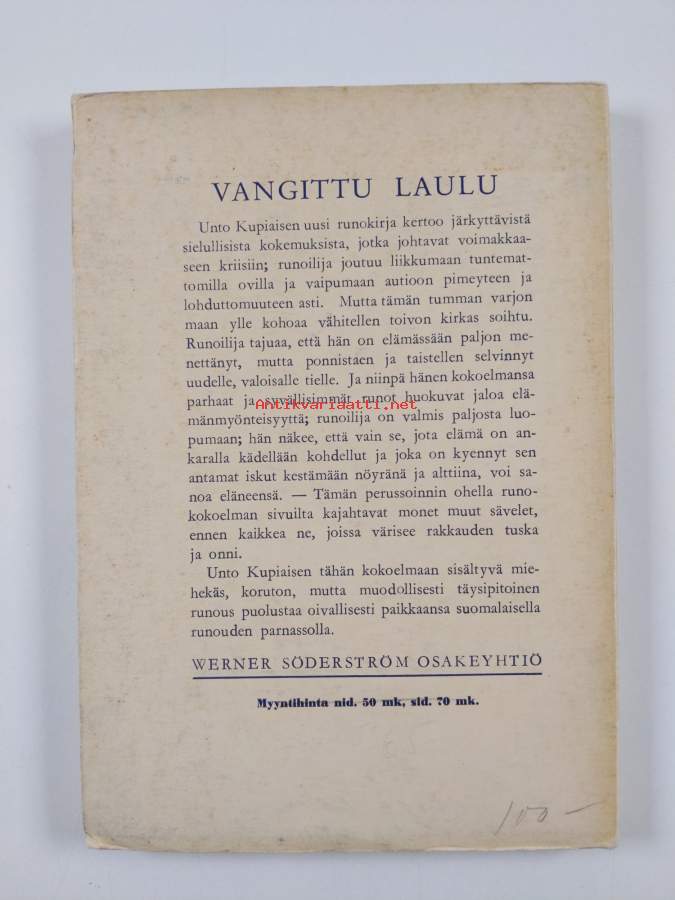 VANGITTU LAULU
Unto Kupiaisen uusi runokirja kertoo järkyttävistä
sielullisista kokemuksista, jotka johtavat voimakkaa-
seen kriisiin; runoilija joutuu liikkumaan tuntemat-
tomilla ovilla ja vaipumaan autioon pimeyteen ja
lohduttomuuteen asti. Mutta tämän tumman varjon
maan ylle kohoaa vähitellen toivon kirkas soihtu.
Runoilija tajuaa, että hän on elämässään paljon me-
nettänyt, mutta ponnistaen ja taistellen selvinnyt
uudelle, valoisalle tielle. Ja niinpä hänen kokoelmansa
parhaat ja syvällisimmät runot huokuvat jaloa elä-
Antikvariaatti.net
mänmyönteisyyttä; runoilija on valmis paljosta luo-
pumaan; hän näkee, että vain se, jota elämä on an-
karalla kädellään kohdellut ja joka on kyennyt sen
antamat iskut kestämään nöyränä ja alttiina, voi sa-
noa eläneensä. — Tämän perussoinnin ohella runo-
kokoelman sivuilta kajahtavat monet muut sävelet,
ennen kaikkea ne, joissa värisee rakkauden tuska
ja onni.
Unto Kupiaisen tähän kokoelmaan sisältyvä mie-
hekäs, koruton, mutta muodollisesti täysipitoinen
runous puolustaa oivallisesti paikkaansa suomalaisella
runouden parnassolla.
WERNER SÖDERSTRÖM OSAKEYHTIÖ
Myyntihinta nid. 50 mk, sid. 70 mk.
100 —